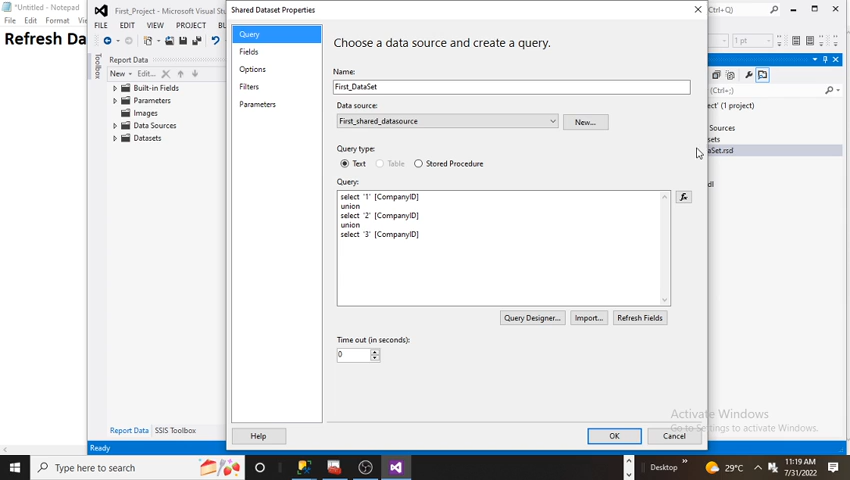 *Untitled - Notepad
File Edit Format
Refresh Da
First_Project - Microsoft Visual Stu
Ctrl+Q)
FILE EDIT VIEW PROJECT
1 pt
Toolbox
Report Data
New Edit...
Built-in Fields
Parameters
Images
Data Sources
Datasets
Report Data SSIS Toolbox
Ready
Shared Dataset Properties
Query
Fields
Options
Filters
Parameters
Choose a data source and create a query.
Name:
First_DataSet
Data source:
First_shared_datasource
New...
Query type:
Text Table Stored Procedure
Query:
select '1' [CompanyID]
union
select '2' [CompanyID]
union
select '3' [CompanyID]
fx
Query Designer... Import... Refresh Fields
Time out (in seconds):
0
Help OK Cancel
(Ctrl+;)
ct' (1 project)
Sources
sets
aSet.rsd
dl
Activate Windows
Go to Settings to activate Windows.
Type here to search
Desktop
29°C
11:19 AM
7/31/2022